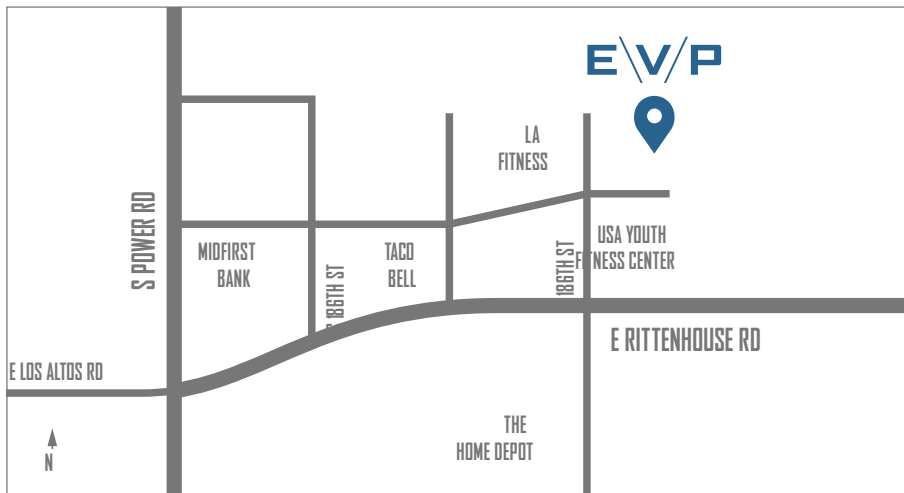 E\V/P
LA
FITNESS
S POWER RD
MIDFIRST
BANK
TACO
BELL
186TH ST
186TH ST
USA YOUTH
FITNESS CENTER
E RITTENHOUSE RD
E LOS ALTOS RD
THE
HOME DEPOT
N